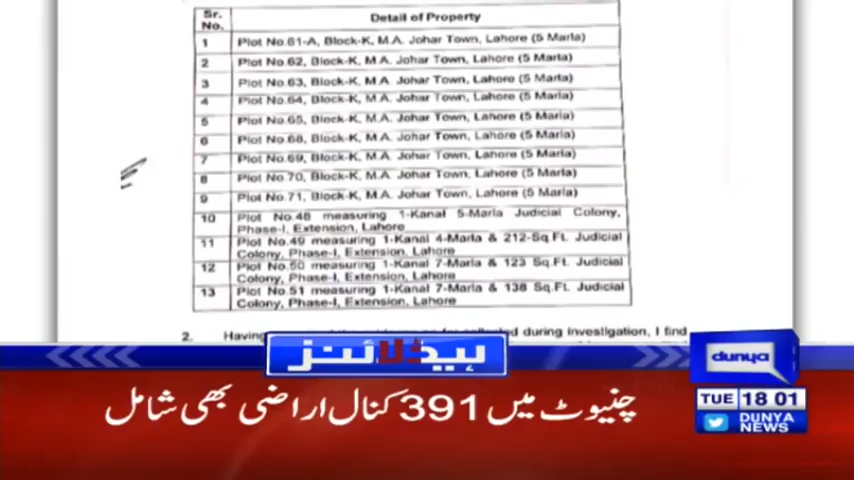 Sr. No. Detail of Property
1 Plot No.61-A, Block-K, M.A. Johar Town, Lahore (5 Marla)
2 Plot No.62, Block-K, M.A. Johar Town, Lahore (5 Marla)
3 Plot No.63, Block-K, M.A. Johar Town, Lahore (5 Marla)
4 Plot No.64, Block-K, M.A. Johar Town, Lahore (5 Marla)
5 Plot No.65, Block-K, M.A. Johar Town, Lahore (5 Marla)
6 Plot No.68, Block-K, M.A. Johar Town, Lahore (5 Marla)
7 Plot No.69, Block-K, M.A. Johar Town, Lahore (5 Marla)
8 Plot No.70, Block-K, M.A. Johar Town, Lahore (5 Marla)
9 Plot No.71, Block-K, M.A. Johar Town, Lahore (5 Marla)
10 Plot No.48 measuring 1-Kanal 5-Marla Judicial Colony,
Phase-I, Extension, Lahore
11 Plot No.49 measuring 1-Kanal 4-Marla & 212-Sq.Ft. Judicial
Colony, Phase-I, Extension, Lahore
12 Plot No.50 measuring 1-Kanal 7-Marla & 123 Sq.Ft. Judicial
Colony, Phase-I, Extension, Lahore
13 Plot No.51 measuring 1-Kanal 7-Marla & 138 Sq.Ft. Judicial
Colony, Phase-I, Extension, Lahore
2. Having during investigation, I find
ہیڈلائنز
dunya
چنیوٹ میں 391 کنال اراضی بھی شامل
TUE 18 01
DUNYA
NEWS